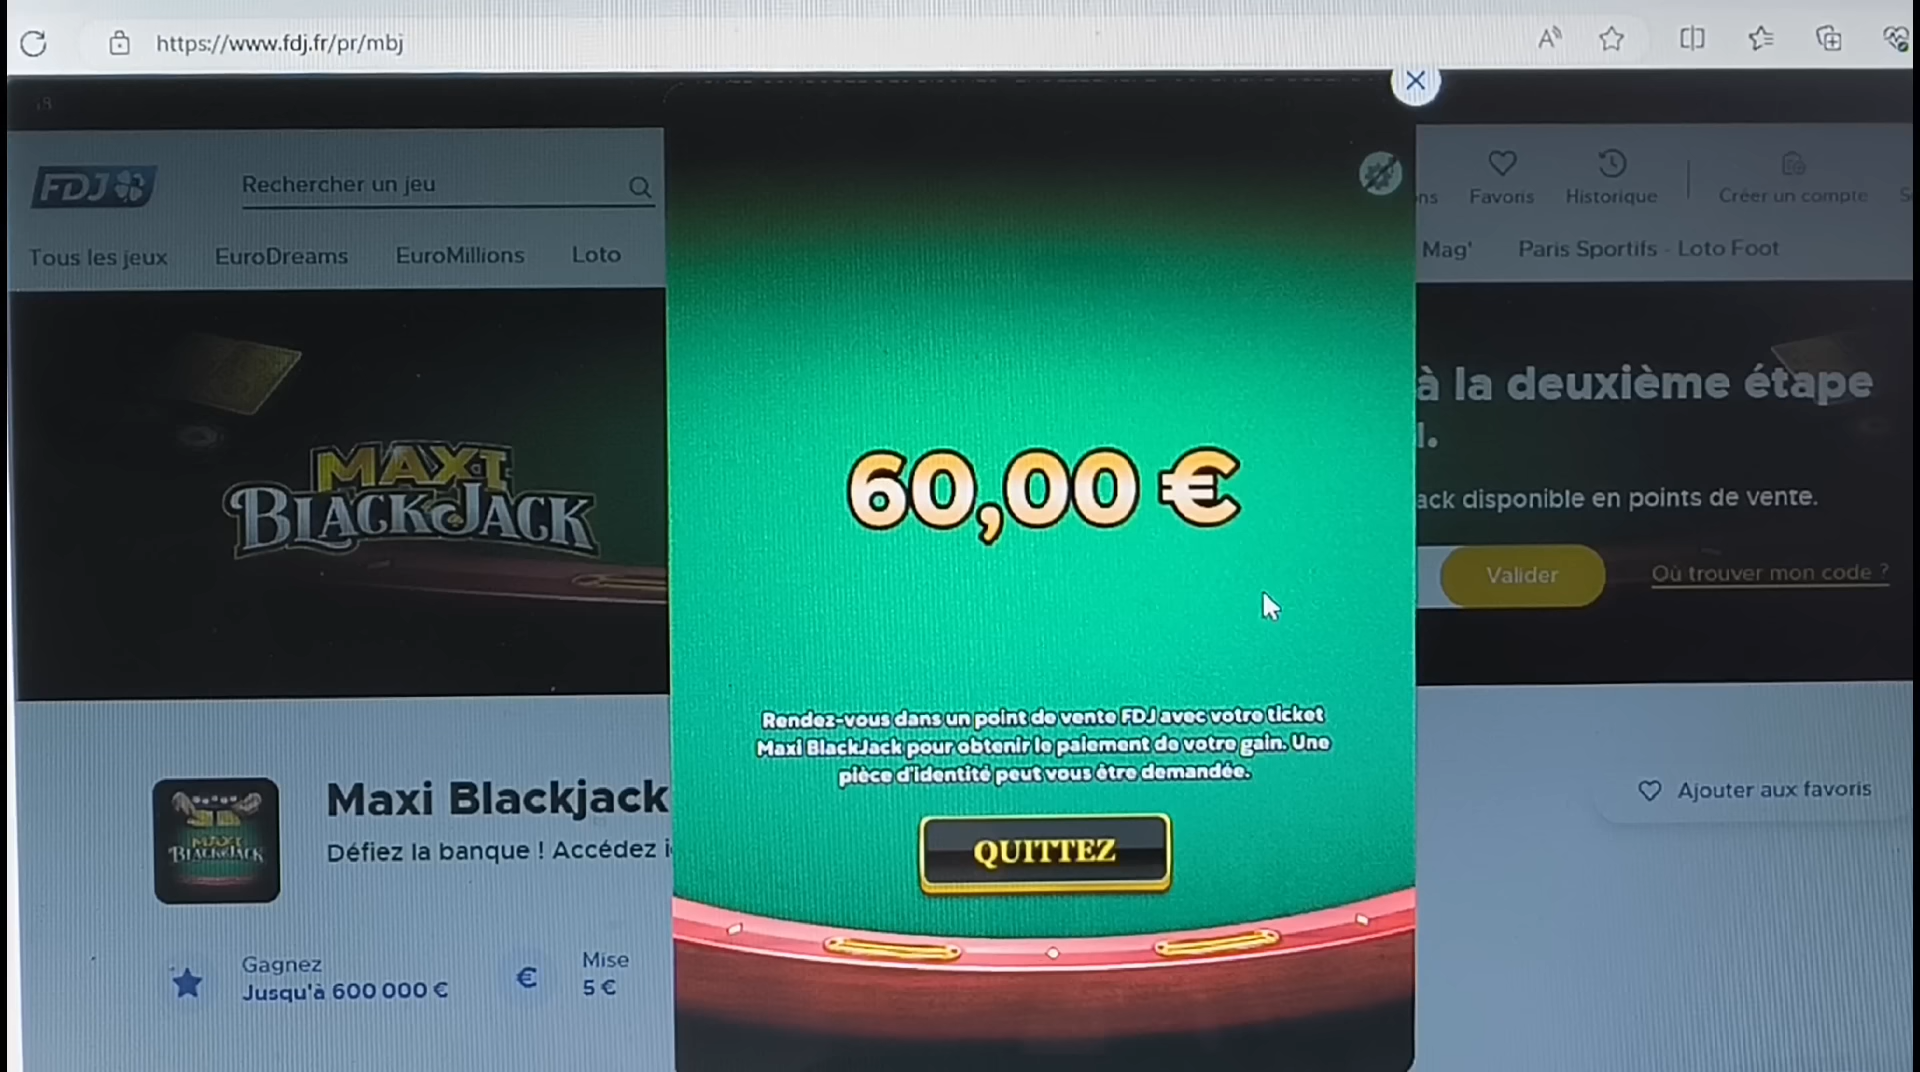 https://www.fdj.fr/pr/mbj
FDJ
Rechercher un jeu
Favoris
Historique
Créer un compte
Tous les jeux
EuroDreams
EuroMillions
Loto
Mag'
Paris Sportifs - Loto Foot
MAXI
BLACKJACK
à la deuxième étape
60,00 €
disponible en points de vente.
Valider
Où trouver mon code ?
Rendez-vous dans un point de vente FDJ avec votre ticket
Maxi BlackJack pour obtenir le paiement de votre gain. Une
pièce d'identité peut vous être demandée.
QUITTEZ
MAXI
BLACKJACK
Maxi Blackjack
Défiez la banque ! Accédez
Ajouter aux favoris
Gagnez
Jusqu'à 600 000 €
€
Mise
5 €